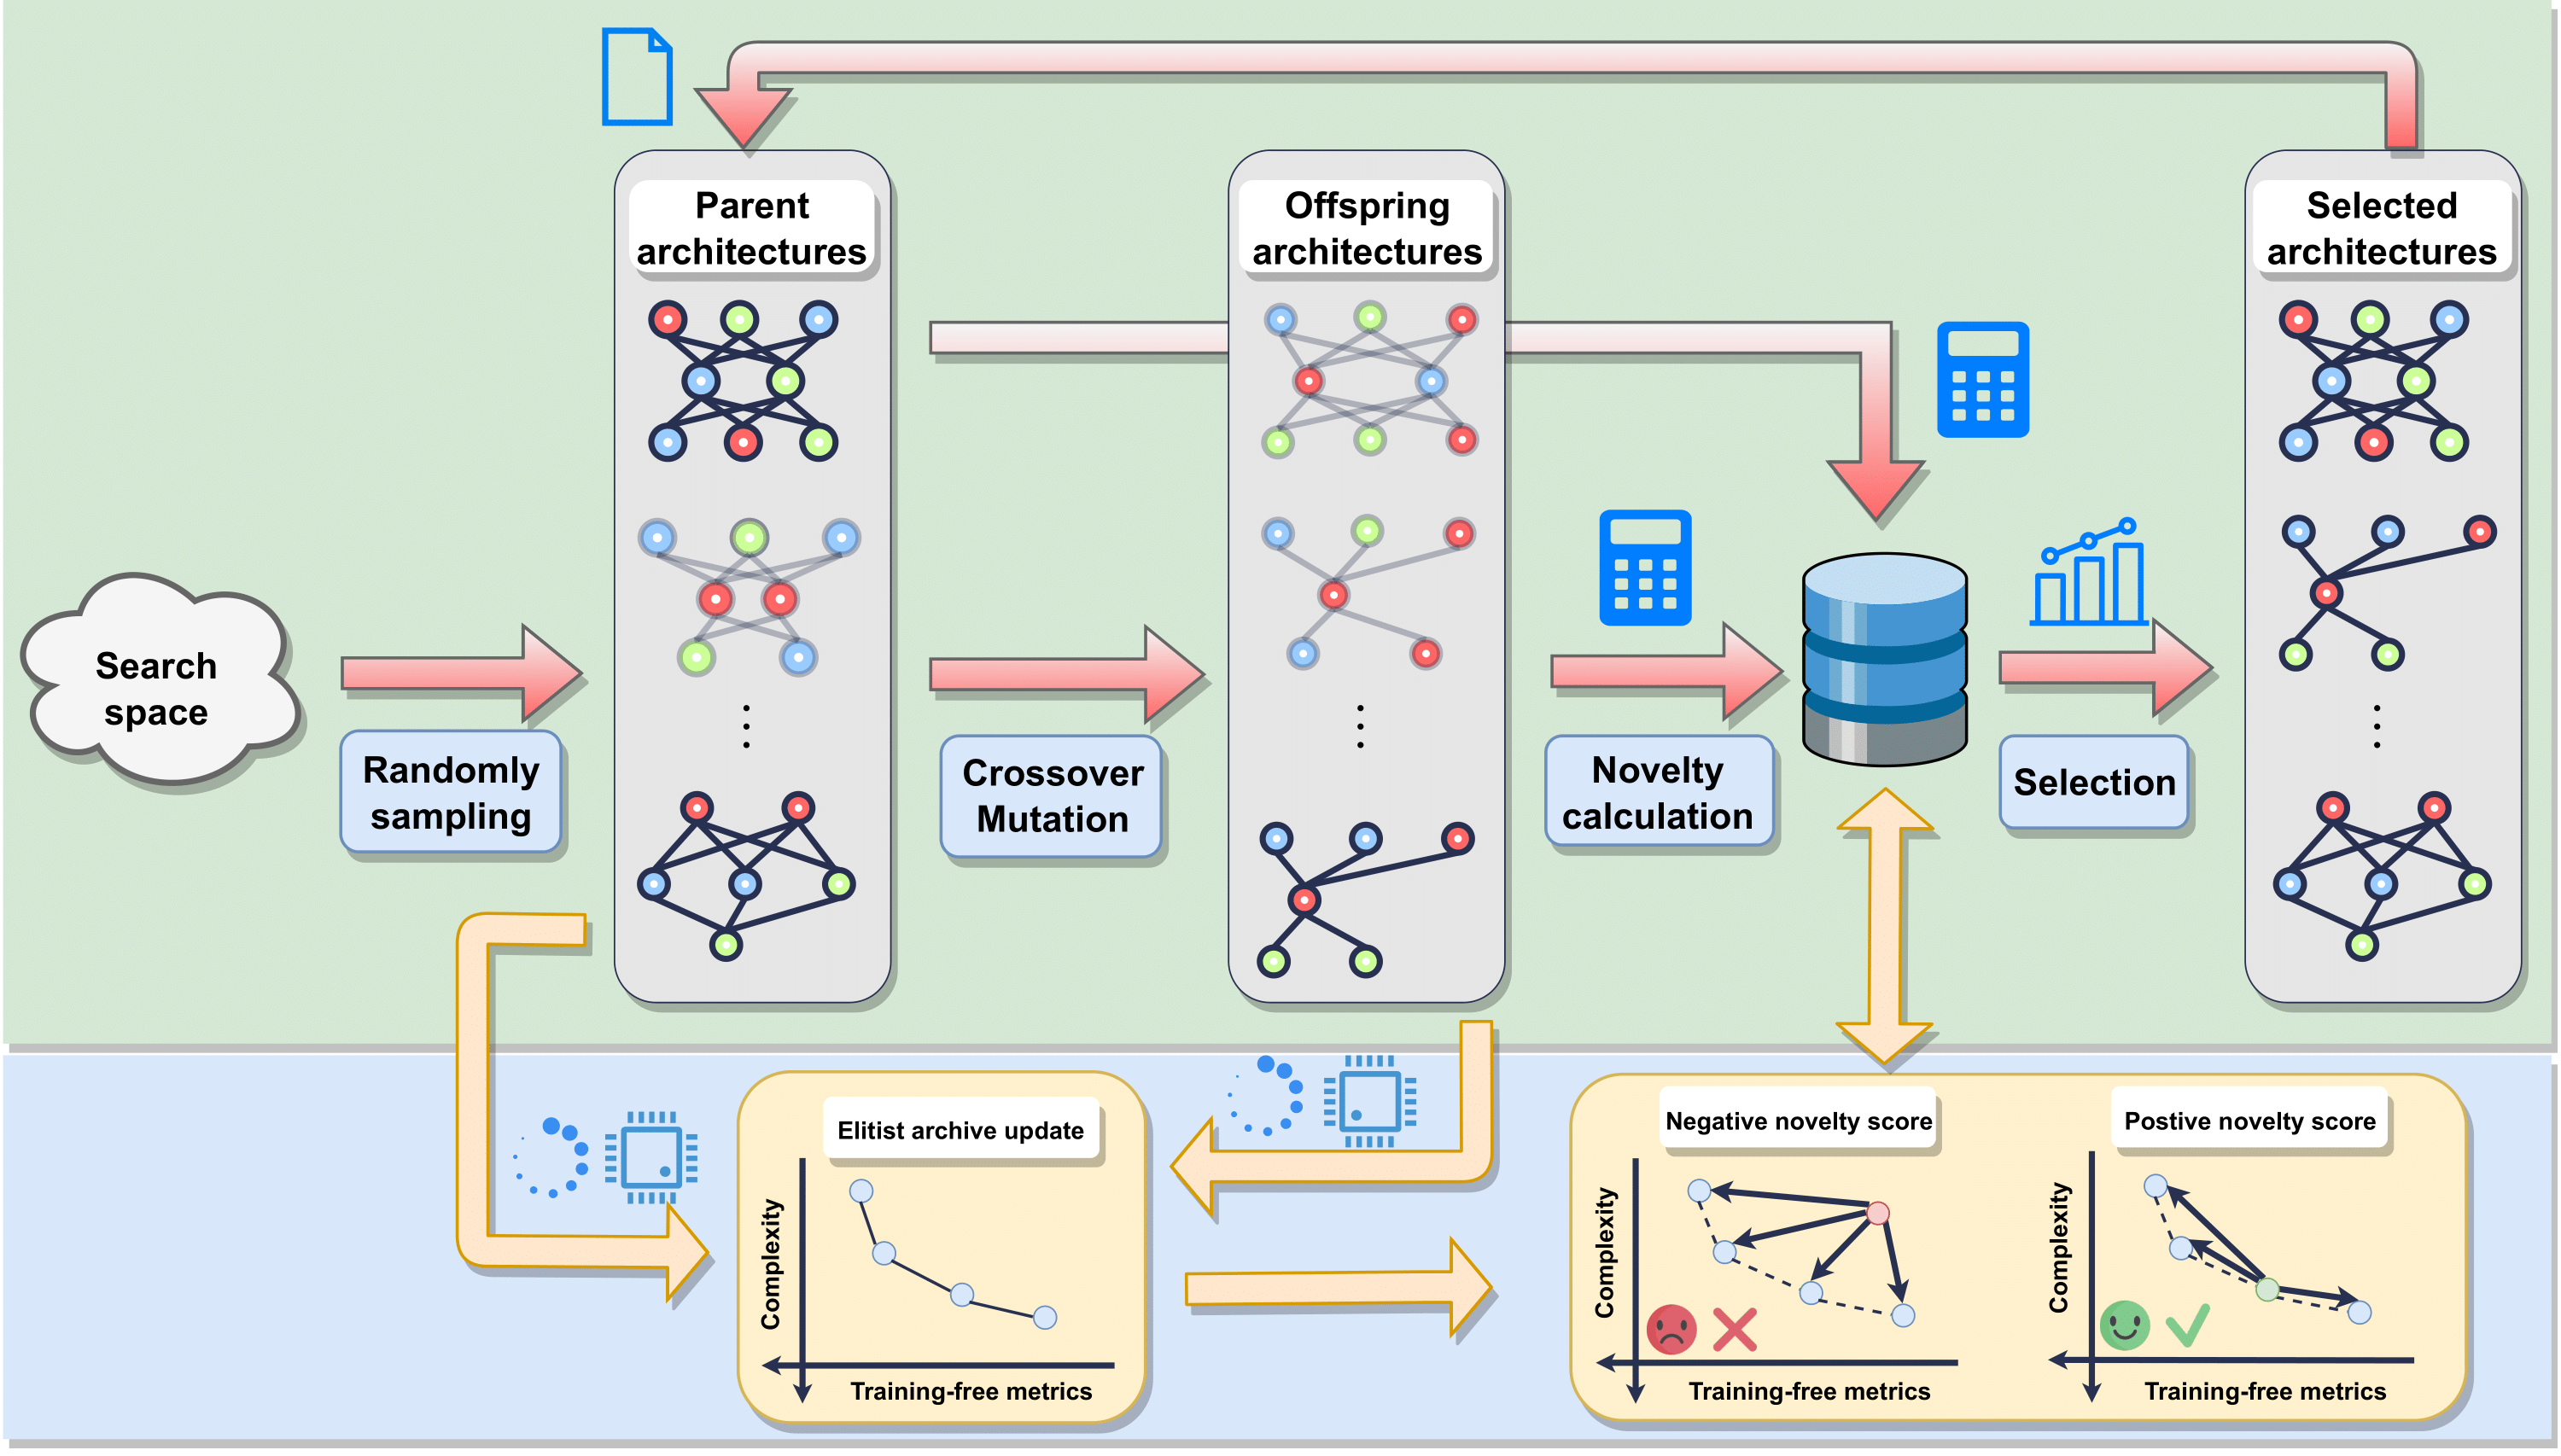 Parent
architectures
Offspring
architectures
Selected
architectures
Search
space
Randomly
sampling
Crossover
Mutation
Novelty
calculation
Selection
Elitist archive update
Complexity
Training-free metrics
Negative novelty score
Complexity
Training-free metrics
Postive novelty score
Complexity
Training-free metrics